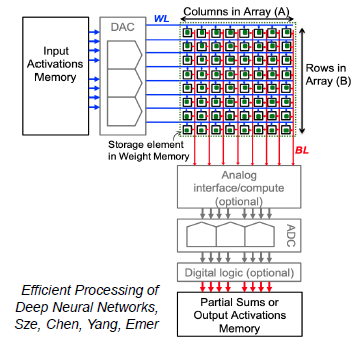 Columns in Array (A)
DAC
WL
Input
Activations
Memory
Rows in
Array (B)
Storage element
in Weight Memory
BL
Analog
interface/compute
(optional)
ADC
Digital logic (optional)
Partial Sums or
Output Activations
Memory
Efficient Processing of
Deep Neural Networks,
Sze, Chen, Yang, Emer